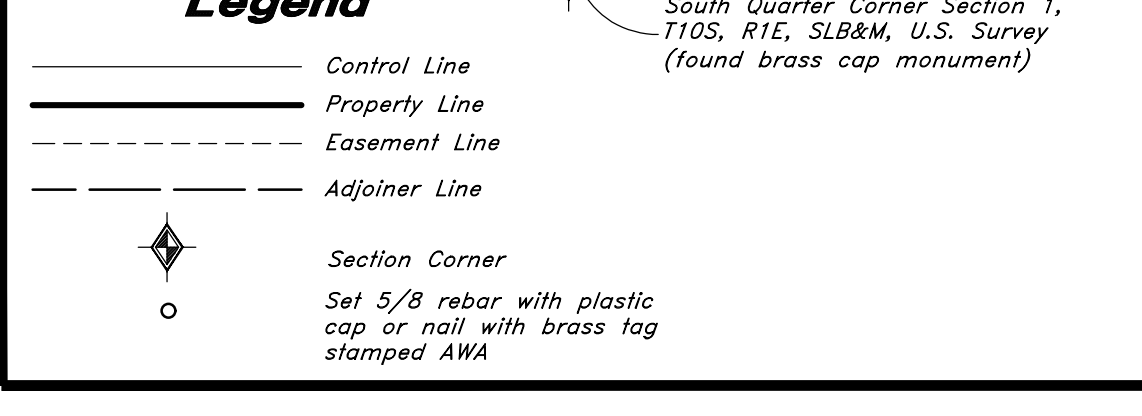 Legend
Control Line
Property Line
Easement Line
Adjoiner Line
Section Corner
Set 5/8 rebar with plastic
cap or nail with brass tag
stamped AWA
South Quarter Corner Section 1,
T10S, R1E, SLB&M, U.S. Survey
(found brass cap monument)